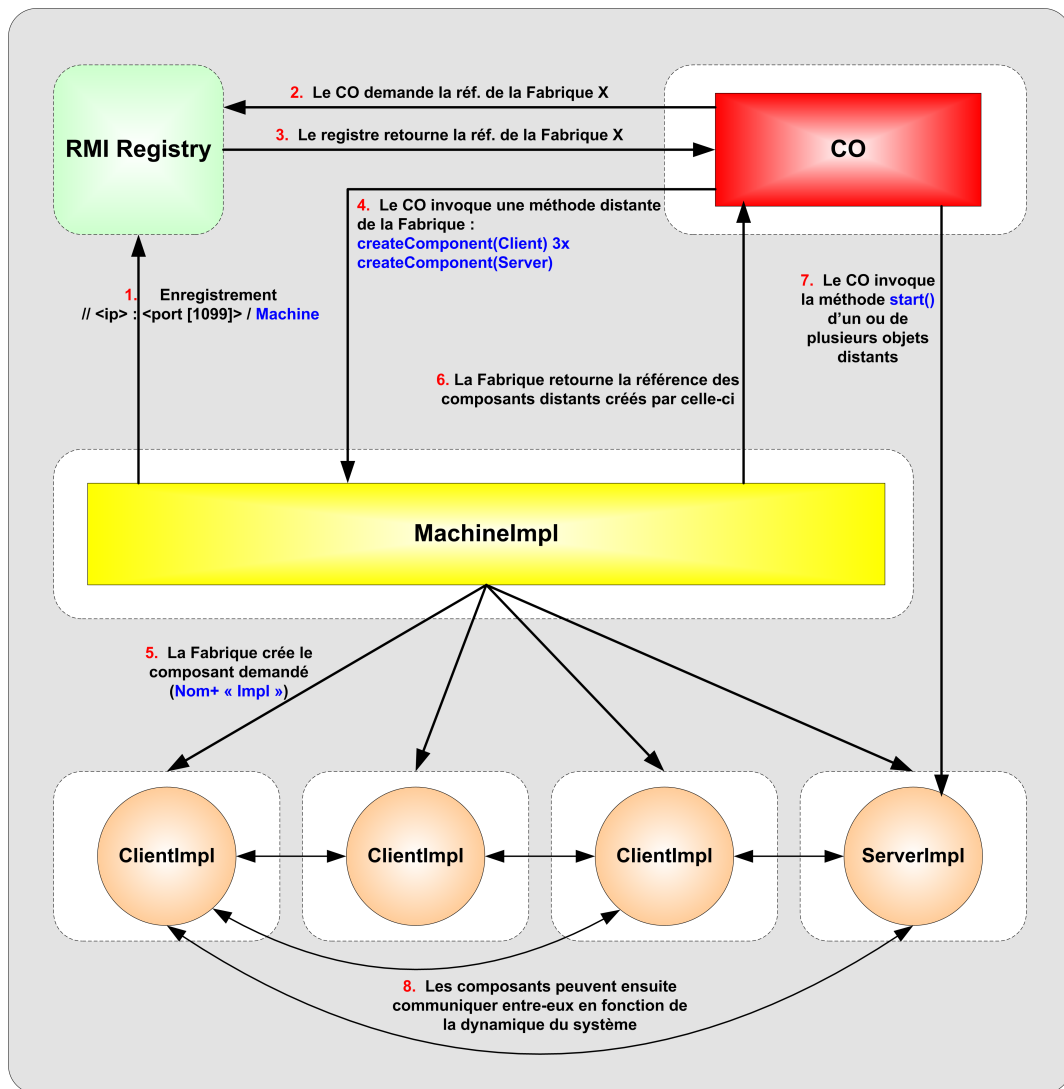 2. Le CO demande la réf. de la Fabrique X
RMI Registry
3. Le registre retourne la réf. de la Fabrique X
CO
4. Le CO invoque une méthode distante
de la Fabrique :
createComponent(Client) 3x
createComponent(Server)
1. Enregistrement
// <ip> : <port [1099]> / Machine
7. Le CO invoque
la méthode start()
d’un ou de
plusieurs objets
distants
6. La Fabrique retourne la référence des
composants distants créés par celle-ci
MachineImpl
5. La Fabrique crée le
composant demandé
(Nom+ « Impl »)
ClientImpl
ClientImpl
ClientImpl
ServerImpl
8. Les composants peuvent ensuite
communiquer entre-eux en fonction de
la dynamique du système